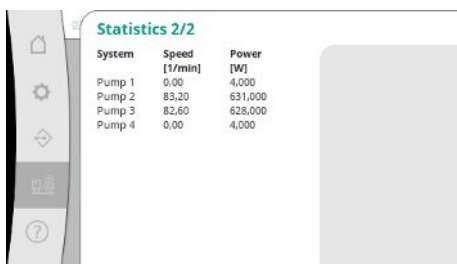 Statistics 2/2
System Speed Power
[1/min] [W]
Pump 1 0,00 4,000
Pump 2 83,20 631,000
Pump 3 82,60 628,000
Pump 4 0,00 4,000
?